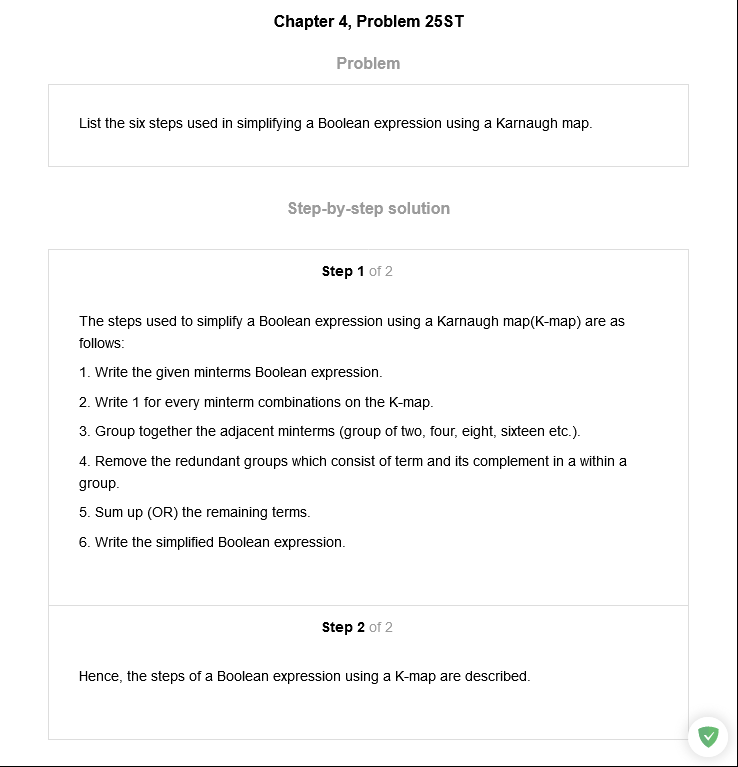 Chapter 4, Problem 25ST
Problem
List the six steps used in simplifying a Boolean expression using a Karnaugh map.
Step-by-step solution
Step 1 of 2
The steps used to simplify a Boolean expression using a Karnaugh map(K-map) are as
follows:
1. Write the given minterms Boolean expression.
2. Write 1 for every minterm combinations on the K-map.
3. Group together the adjacent minterms (group of two, four, eight, sixteen etc.).
4. Remove the redundant groups which consist of term and its complement in a within a
group.
5. Sum up (OR) the remaining terms.
6. Write the simplified Boolean expression.
Step 2 of 2
Hence, the steps of a Boolean expression using a K-map are described.